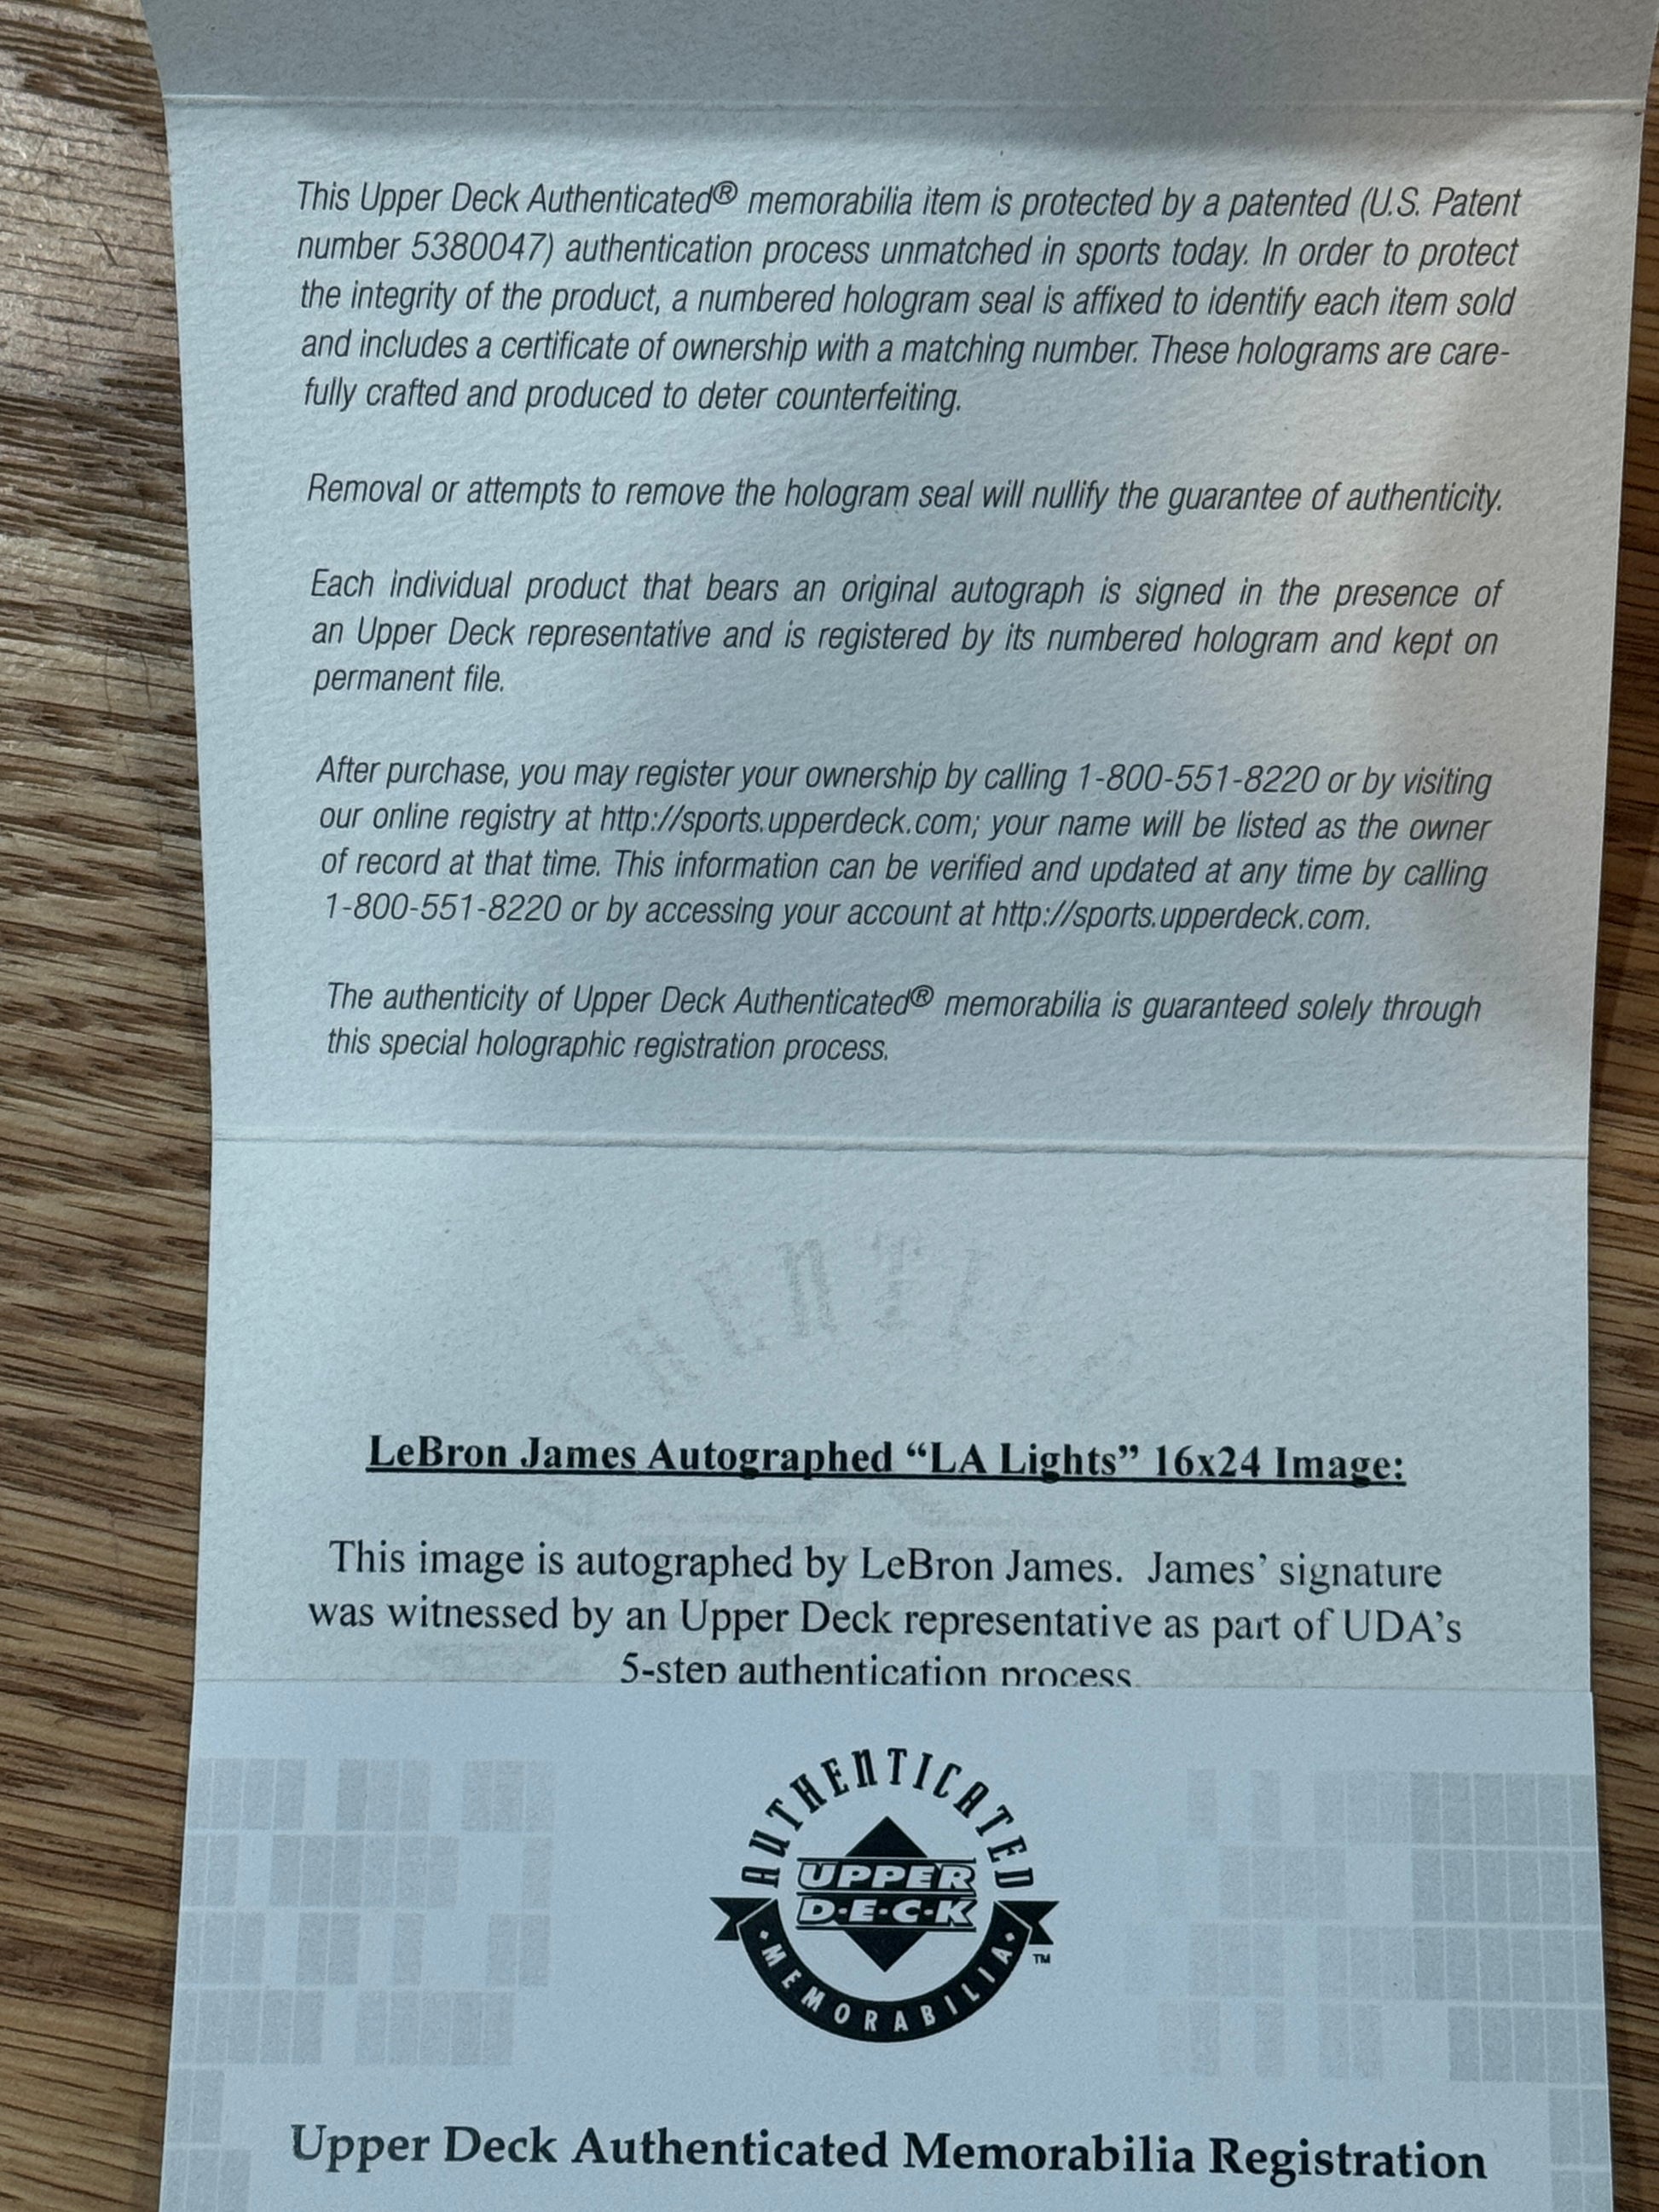 This Upper Deck Authenticated® memorabilia item is protected by a patented (U.S. Patent
number 5380047) authentication process unmatched in sports today. In order to protect
the integrity of the product, a numbered hologram seal is affixed to identify each item sold
and includes a certificate of ownership with a matching number. These holograms are care-
fully crafted and produced to deter counterfeiting.
Removal or attempts to remove the hologram seal will nullify the guarantee of authenticity.
Each individual product that bears an original autograph is signed in the presence of
an Upper Deck representative and is registered by its numbered hologram and kept on
permanent file.
After purchase, you may register your ownership by calling 1-800-551-8220 or by visiting
our online registry at http://sports.upperdeck.com; your name will be listed as the owner
of record at that time. This information can be verified and updated at any time by calling
1-800-551-8220 or by accessing your account at http://sports.upperdeck.com.
The authenticity of Upper Deck Authenticated® memorabilia is guaranteed solely through
this special holographic registration process.
LeBron James Autographed “LA Lights” 16x24 Image:
This image is autographed by LeBron James. James’ signature
was witnessed by an Upper Deck representative as part of UDA’s
5-step authentication process.
AUTHENTICATED
UPPER
D·E·C·K
·MEMORABILIA·
TM
Upper Deck Authenticated Memorabilia Registration